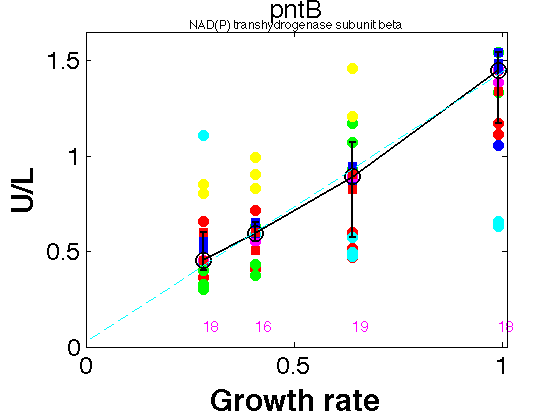 pntB
NAD(P) transhydrogenase subunit beta
1.5
1
0.5
0
U/L
18
16
19
18
0
0.5
1
Growth rate